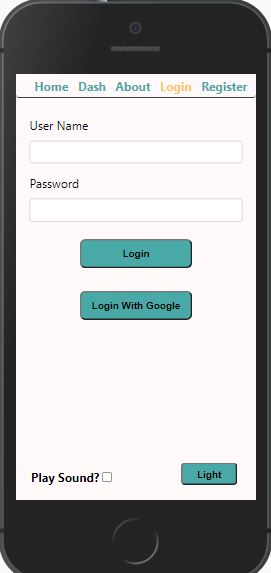 Home Dash About Login Register
User Name
Password
Login
Login With Google
Play Sound? Light